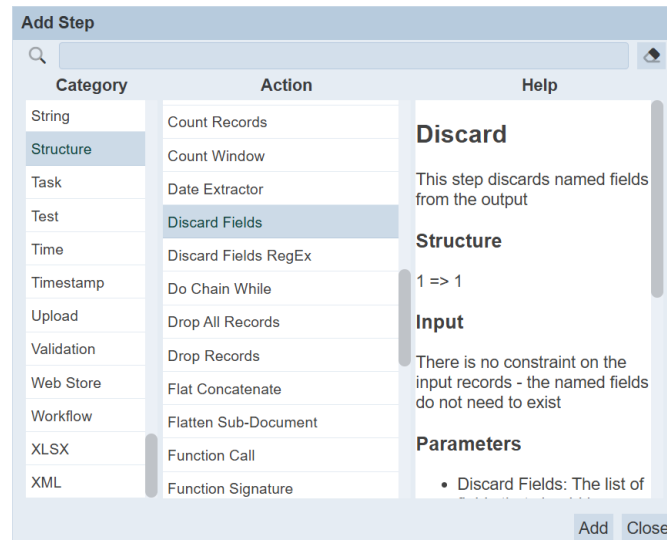 Add Step
Category
Action
Help
String
Structure
Task
Test
Time
Timestamp
Upload
Validation
Web Store
Workflow
XLSX
XML
Count Records
Count Window
Date Extractor
Discard Fields
Discard Fields RegEx
Do Chain While
Drop All Records
Drop Records
Flat Concatenate
Flatten Sub-Document
Function Call
Function Signature
Discard
This step discards named fields
from the output
Structure
1 => 1
Input
There is no constraint on the
input records - the named fields
do not need to exist
Parameters
• Discard Fields: The list of
Add
Close